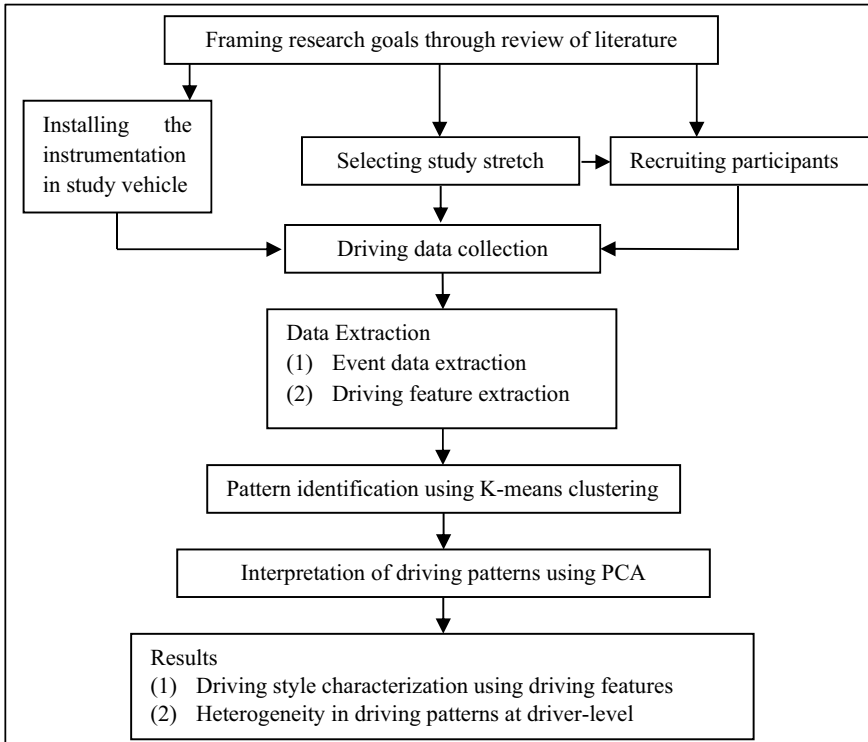 Framing research goals through review of literature
Installing the
instrumentation
in study vehicle
Selecting study stretch
Recruiting participants
Driving data collection
Data Extraction
(1) Event data extraction
(2) Driving feature extraction
Pattern identification using K-means clustering
Interpretation of driving patterns using PCA
Results
(1) Driving style characterization using driving features
(2) Heterogeneity in driving patterns at driver-level